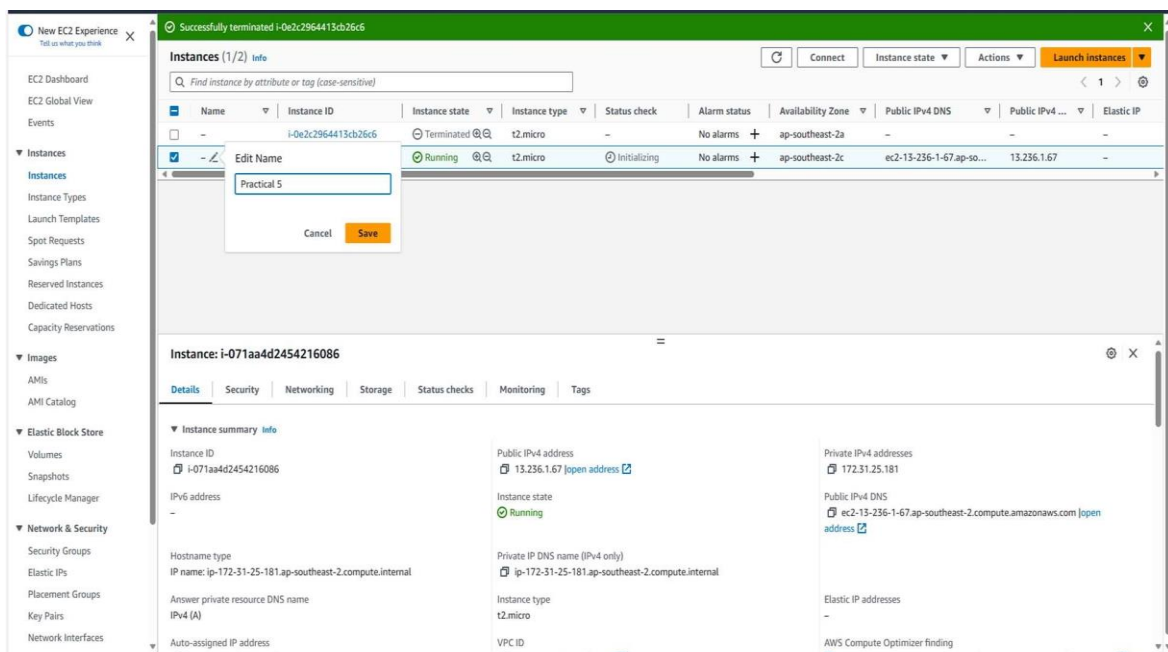 New EC2 Experience
Tell us what you think
EC2 Dashboard
EC2 Global View
Events
Instances
Instances
Instance Types
Launch Templates
Spot Requests
Savings Plans
Reserved Instances
Dedicated Hosts
Capacity Reservations
Images
AMIs
AMI Catalog
Elastic Block Store
Volumes
Snapshots
Lifecycle Manager
Network & Security
Security Groups
Elastic IPs
Placement Groups
Key Pairs
Network Interfaces
Successfully terminated i-0e2c2964413cb26c6
Instances (1/2) Info
Connect Instance state Actions Launch instances
Find instance by attribute or tag (case-sensitive)
1
Name Instance ID Instance state Instance type Status check Alarm status Availability Zone Public IPv4 DNS Public IPv4 ... Elastic IP
– i-0e2c2964413cb26c6 Terminated t2.micro – No alarms + ap-southeast-2a – – –
– Running t2.micro Initializing No alarms + ap-southeast-2c ec2-13-236-1-67.ap-so... 13.236.1.67 –
Edit Name
Practical 5
Cancel Save
Instance: i-071aa4d2454216086
Details Security Networking Storage Status checks Monitoring Tags
Instance summary Info
Instance ID Public IPv4 address Private IPv4 addresses
i-071aa4d2454216086 13.236.1.67 |open address 172.31.25.181
IPv6 address Instance state Public IPv4 DNS
– Running ec2-13-236-1-67.ap-southeast-2.compute.amazonaws.com |open
address
Hostname type Private IP DNS name (IPv4 only)
IP name: ip-172-31-25-181.ap-southeast-2.compute.internal ip-172-31-25-181.ap-southeast-2.compute.internal
Answer private resource DNS name Instance type Elastic IP addresses
IPv4 (A) t2.micro –
Auto-assigned IP address VPC ID AWS Compute Optimizer finding